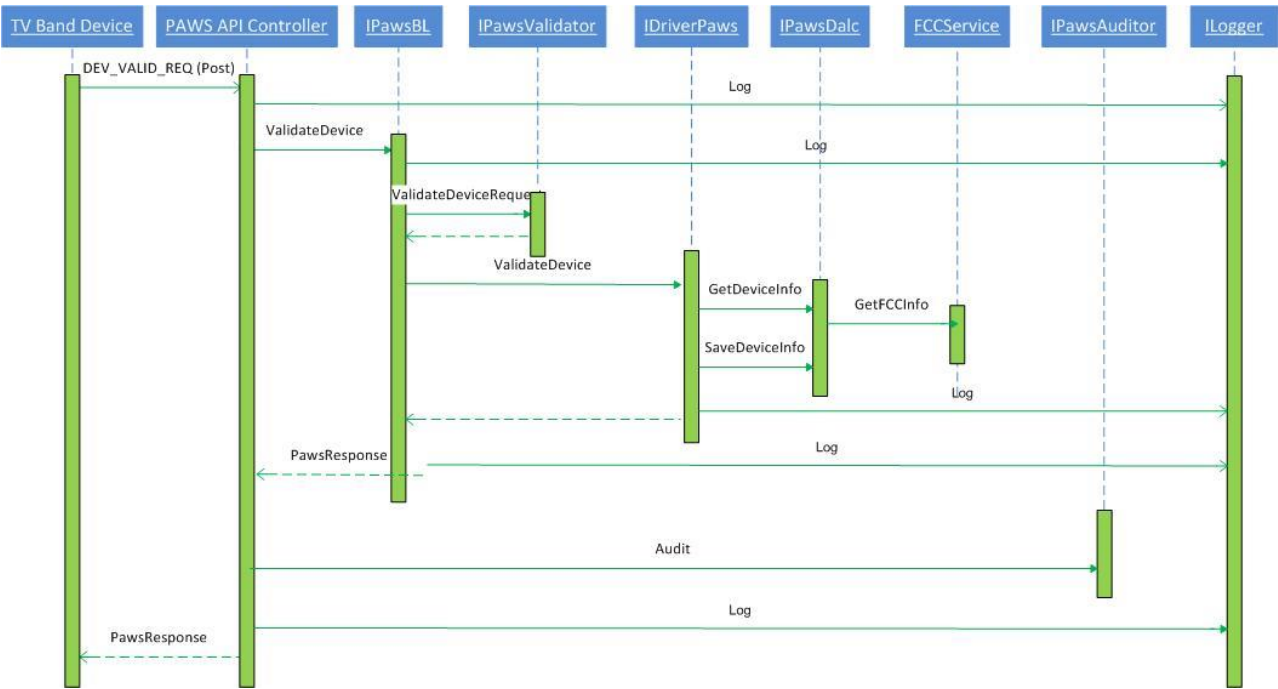 TV Band Device
PAWS API Controller
IPawsBL
IPawsValidator
IDriverPaws
IPawsDalc
FCCService
IPawsAuditor
ILogger
DEV_VALID_REQ (Post)
Log
ValidateDevice
Log
ValidateDeviceReque
ValidateDevice
GetDeviceInfo
GetFCCInfo
SaveDeviceInfo
Log
PawsResponse
Log
Audit
Log
PawsResponse